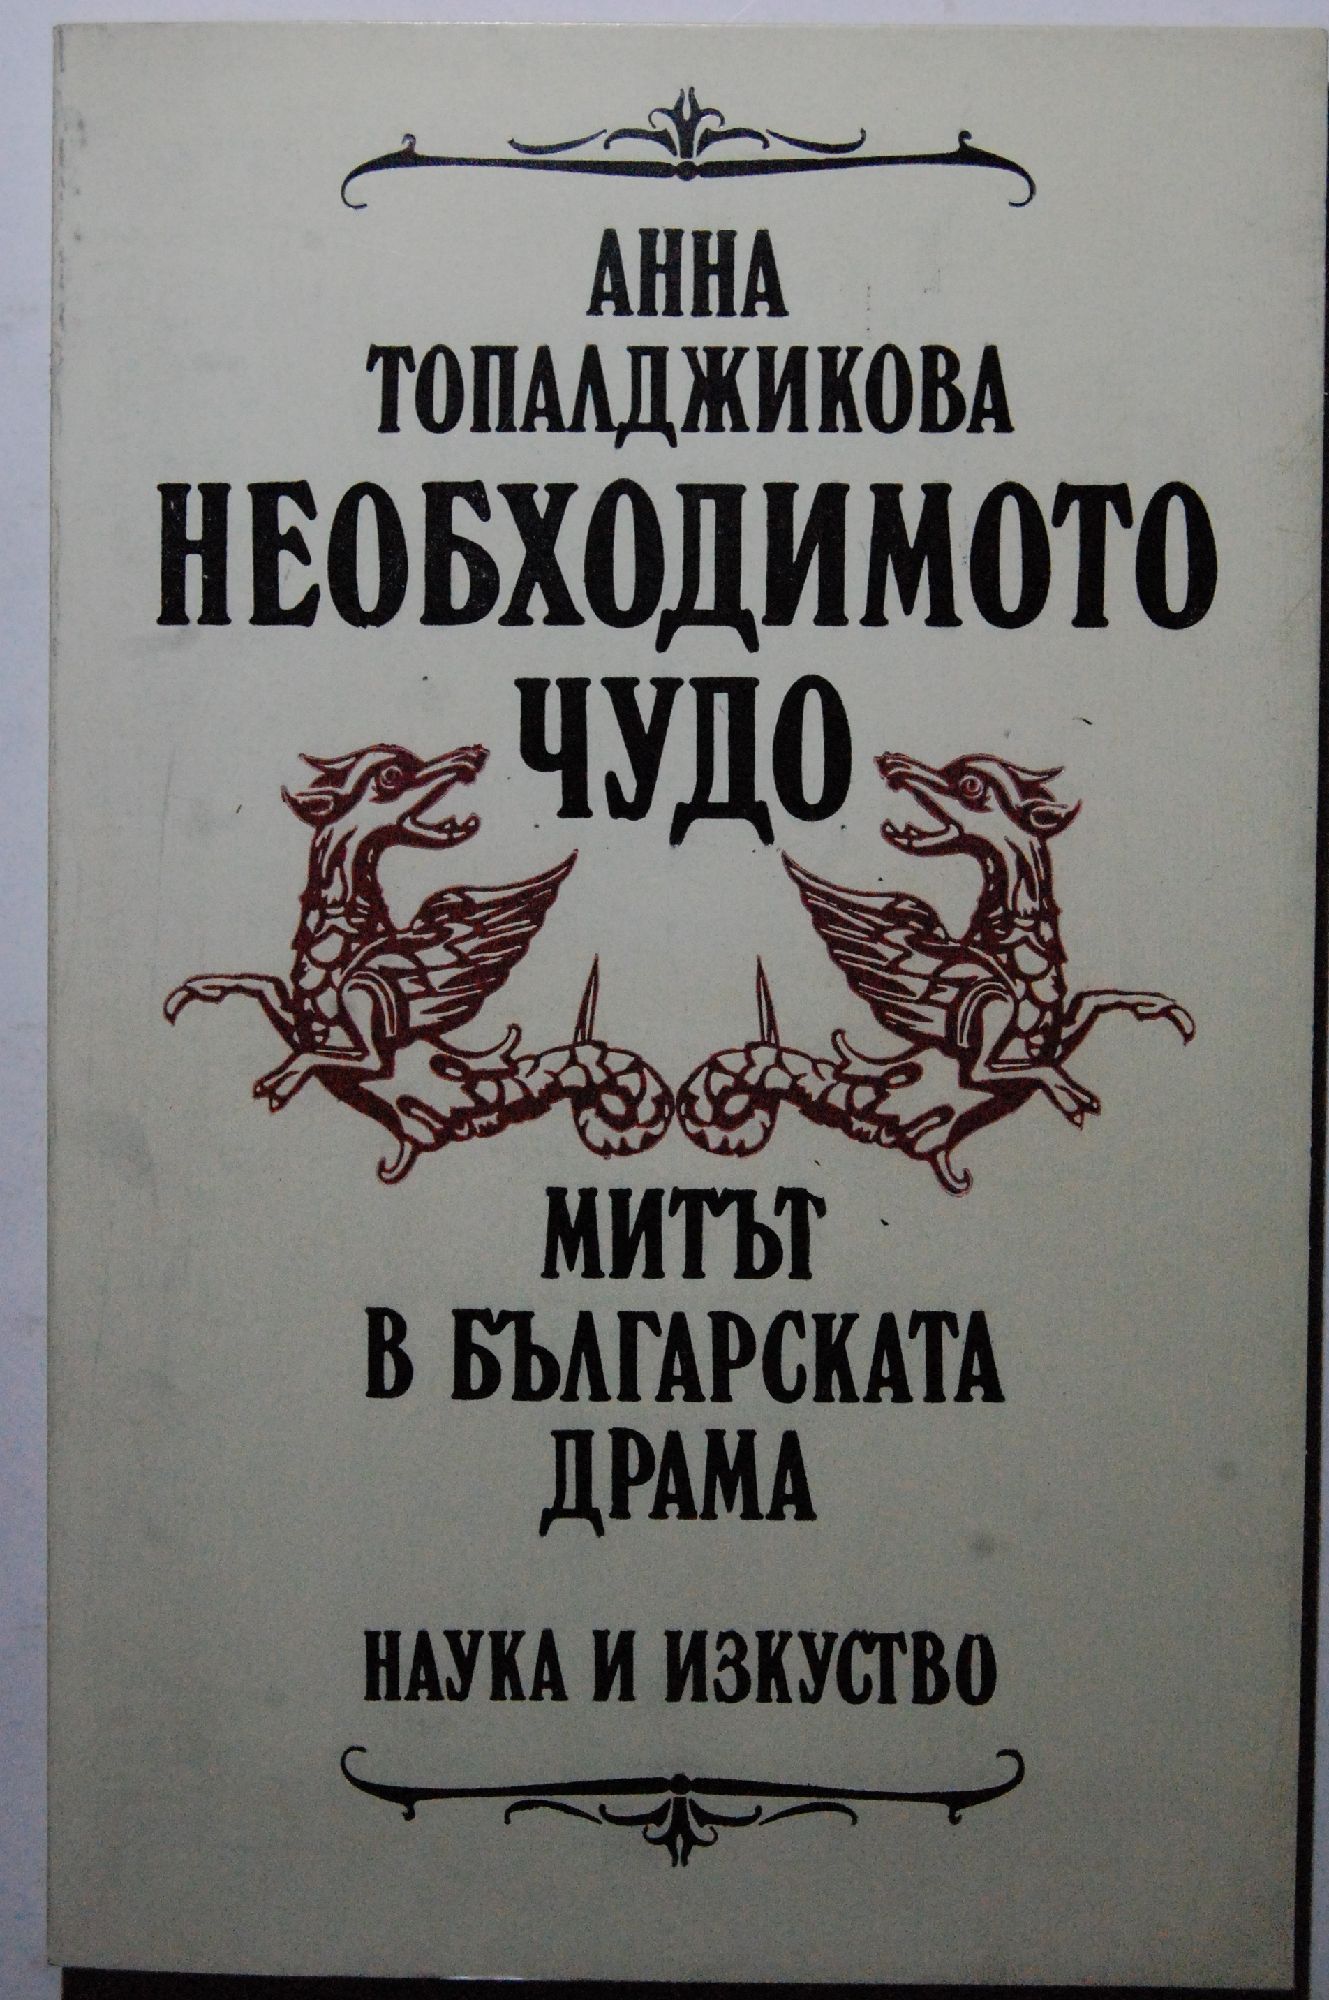 АННА
ТОПАЛДЖИКОВА
НЕОБХОДИМОТО
ЧУДО
МИТЪТ
В БЪЛГАРСКАТА
ДРАМА
НАУКА И ИЗКУСТВО